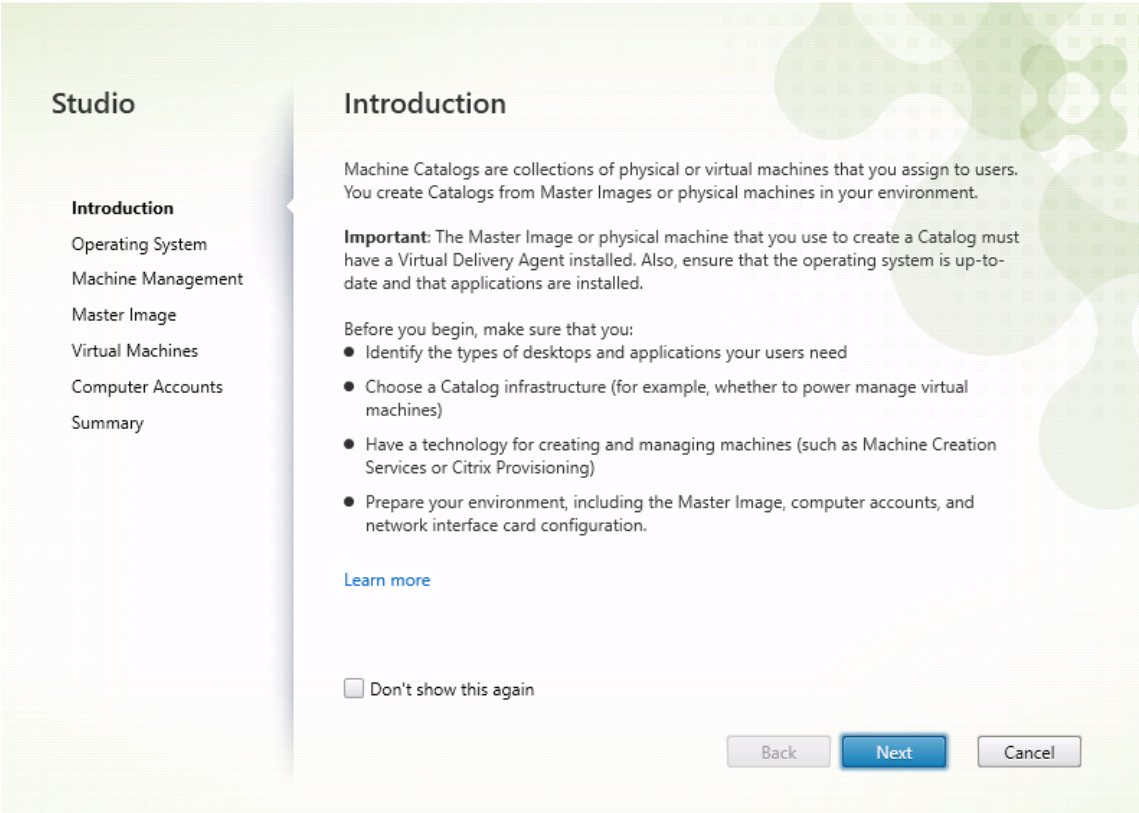 Studio
Introduction
Operating System
Machine Management
Master Image
Virtual Machines
Computer Accounts
Summary
Introduction
Machine Catalogs are collections of physical or virtual machines that you assign to users.
You create Catalogs from Master Images or physical machines in your environment.
Important: The Master Image or physical machine that you use to create a Catalog must
have a Virtual Delivery Agent installed. Also, ensure that the operating system is up-to-
date and that applications are installed.
Before you begin, make sure that you:
● Identify the types of desktops and applications your users need
● Choose a Catalog infrastructure (for example, whether to power manage virtual
machines)
● Have a technology for creating and managing machines (such as Machine Creation
Services or Citrix Provisioning)
● Prepare your environment, including the Master Image, computer accounts, and
network interface card configuration.
Learn more
Don't show this again
Back Next Cancel